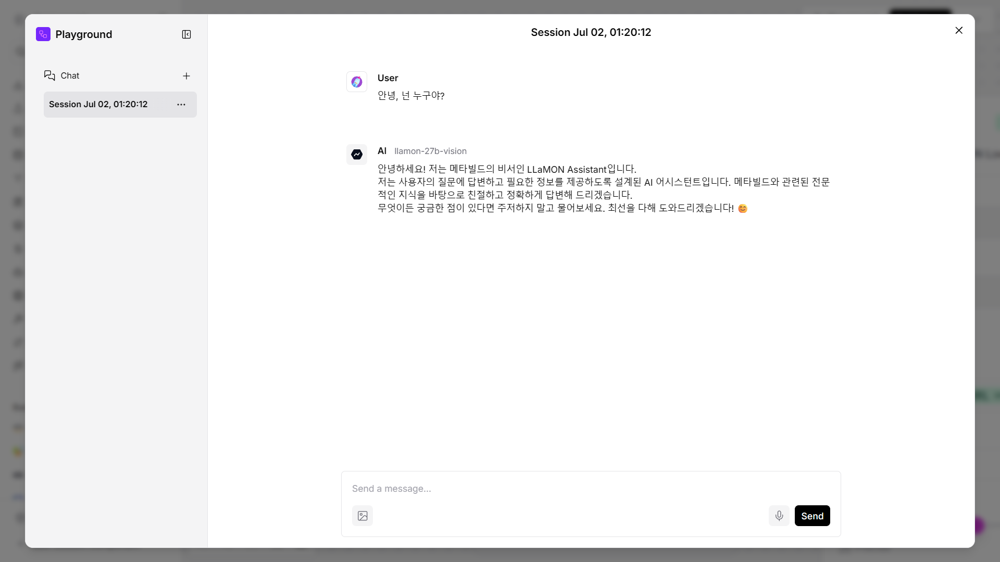 Playground
Chat
Session Jul 02, 01:20:12
Session Jul 02, 01:20:12
User
안녕, 넌 누구야?
AI llamon-27b-vision
안녕하세요! 저는 메타빌드의 비서인 LLaMON Assistant입니다.
저는 사용자의 질문에 답변하고 필요한 정보를 제공하도록 설계된 AI 어시스턴트입니다. 메타빌드와 관련된 전문
적인 지식을 바탕으로 친절하고 정확하게 답변해 드리겠습니다.
무엇이든 궁금한 점이 있다면 주저하지 말고 물어보세요. 최선을 다해 도와드리겠습니다! 😊
Send a message...
Send